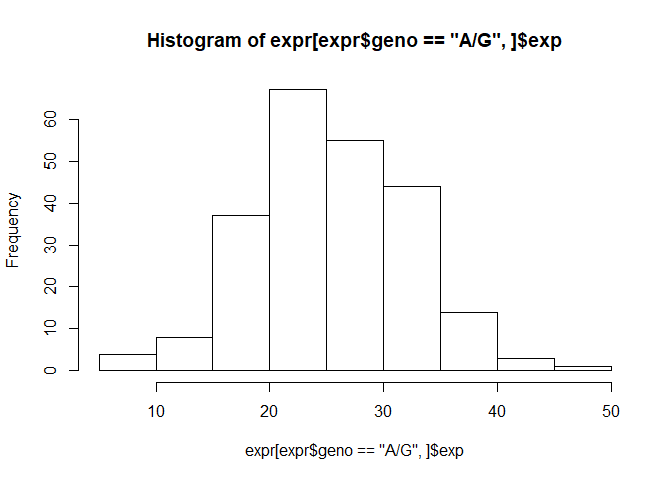 Histogram of expr[expr$geno == "A/G", ]$exp
Frequency
60
50
40
30
20
10
0
10 20 30 40 50
expr[expr$geno == "A/G", ]$exp